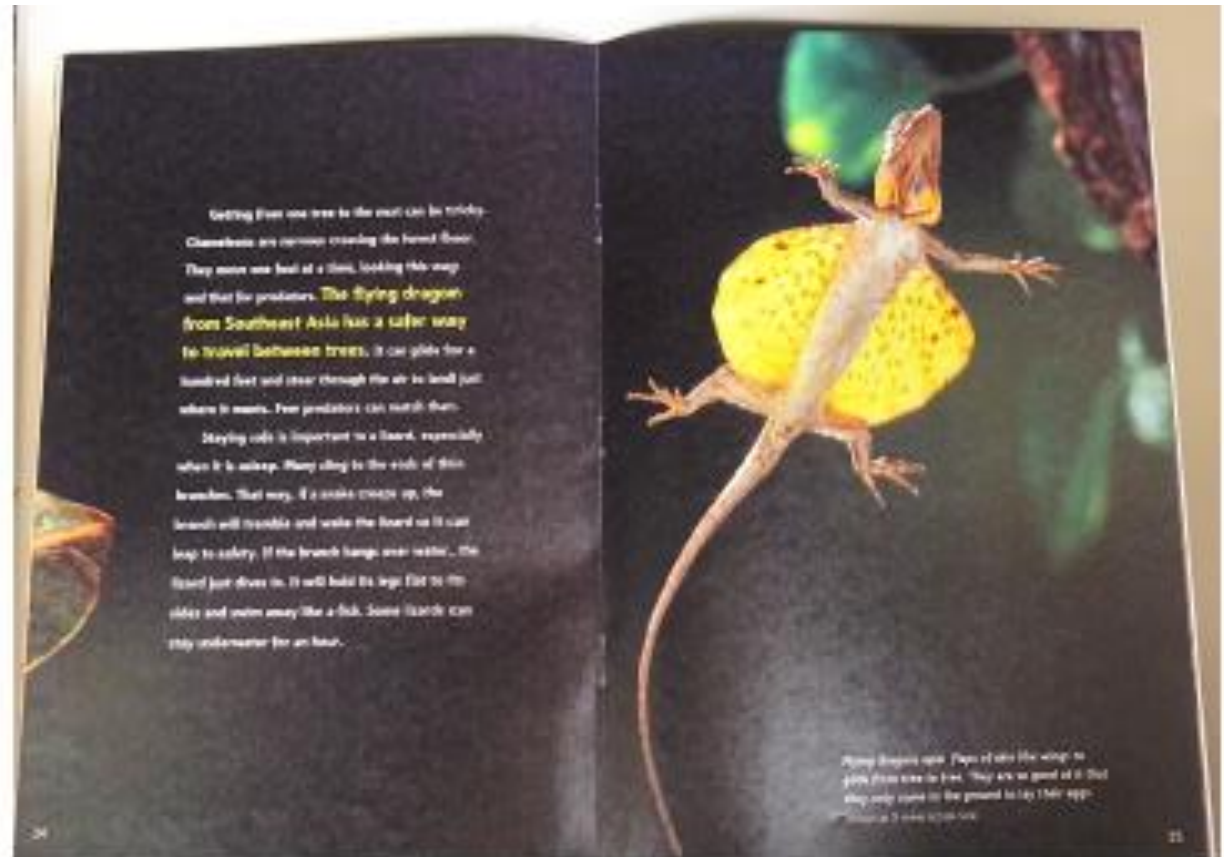 Getting from one tree to the next can be tricky.
Chameleons are nervous crossing the forest floor.
They move one foot at a time, looking this way
and that for predators. The flying dragon
from Southeast Asia has a safer way
to travel between trees. It can glide for a
hundred feet and steer through the air to land just
where it wants. Few predators can match that.
Staying safe is important to a lizard, especially
when it is asleep. Many cling to the ends of thin
branches. That way, if a snake creeps up, the
branch will tremble and wake the lizard so it can
leap to safety. If the branch hangs over water, the
lizard just dives in. It will hold its legs flat to its
sides and swim away like a fish. Some lizards can
stay underwater for an hour.
24
Flying dragons open flaps of skin like wings to
glide from tree to tree. They are so good at it that
they only come to the ground to lay their eggs.
25